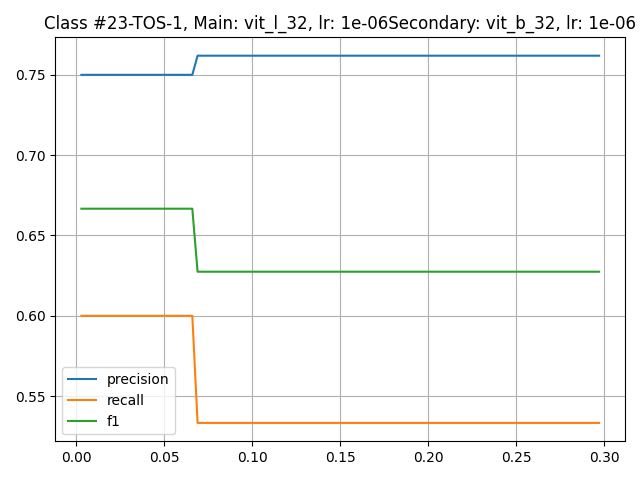 Class #23-TOS-1, Main: vit_l_32, lr: 1e-06Secondary: vit_b_32, lr: 1e-06
0.75
0.70
0.65
0.60
0.55
precision
recall
f1
0.00 0.05 0.10 0.15 0.20 0.25 0.30